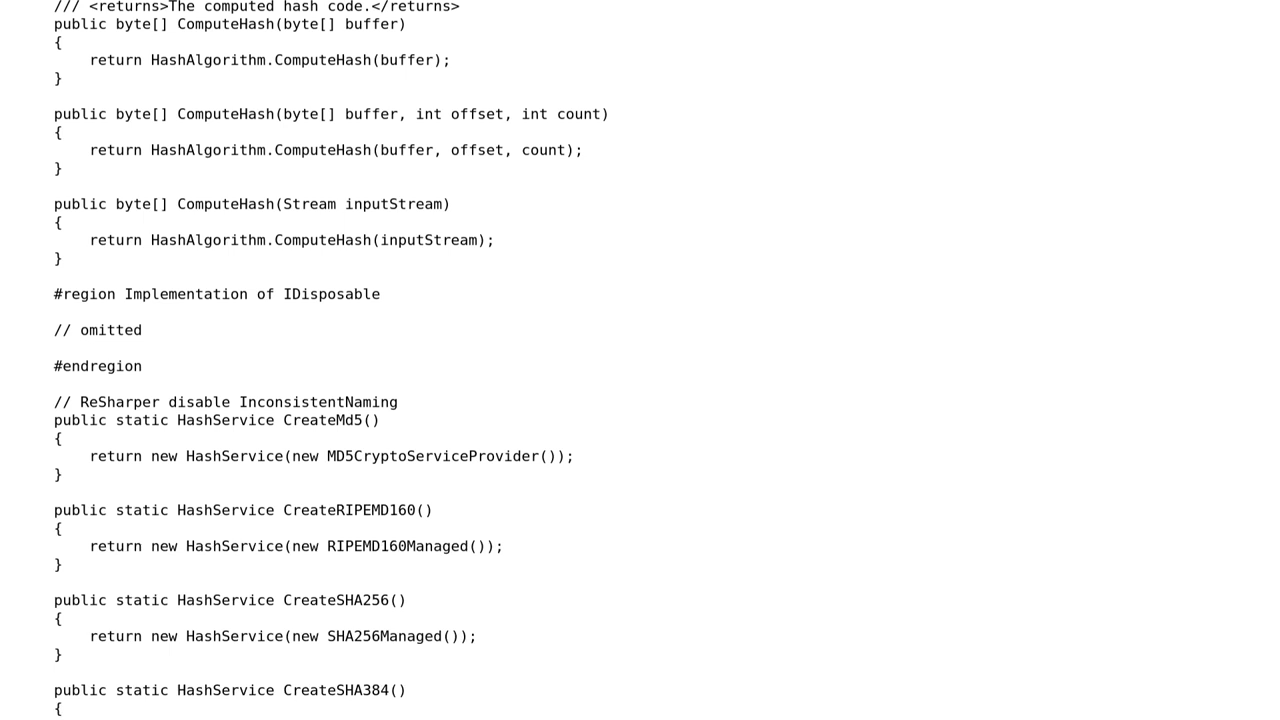 /// <returns>The computed hash code.</returns>
public byte[] ComputeHash(byte[] buffer)
{
    return HashAlgorithm.ComputeHash(buffer);
}

public byte[] ComputeHash(byte[] buffer, int offset, int count)
{
    return HashAlgorithm.ComputeHash(buffer, offset, count);
}

public byte[] ComputeHash(Stream inputStream)
{
    return HashAlgorithm.ComputeHash(inputStream);
}

#region Implementation of IDisposable

// omitted

#endregion

// ReSharper disable InconsistentNaming
public static HashService CreateMd5()
{
    return new HashService(new MD5CryptoServiceProvider());
}

public static HashService CreateRIPEMD160()
{
    return new HashService(new RIPEMD160Managed());
}

public static HashService CreateSHA256()
{
    return new HashService(new SHA256Managed());
}

public static HashService CreateSHA384()
{